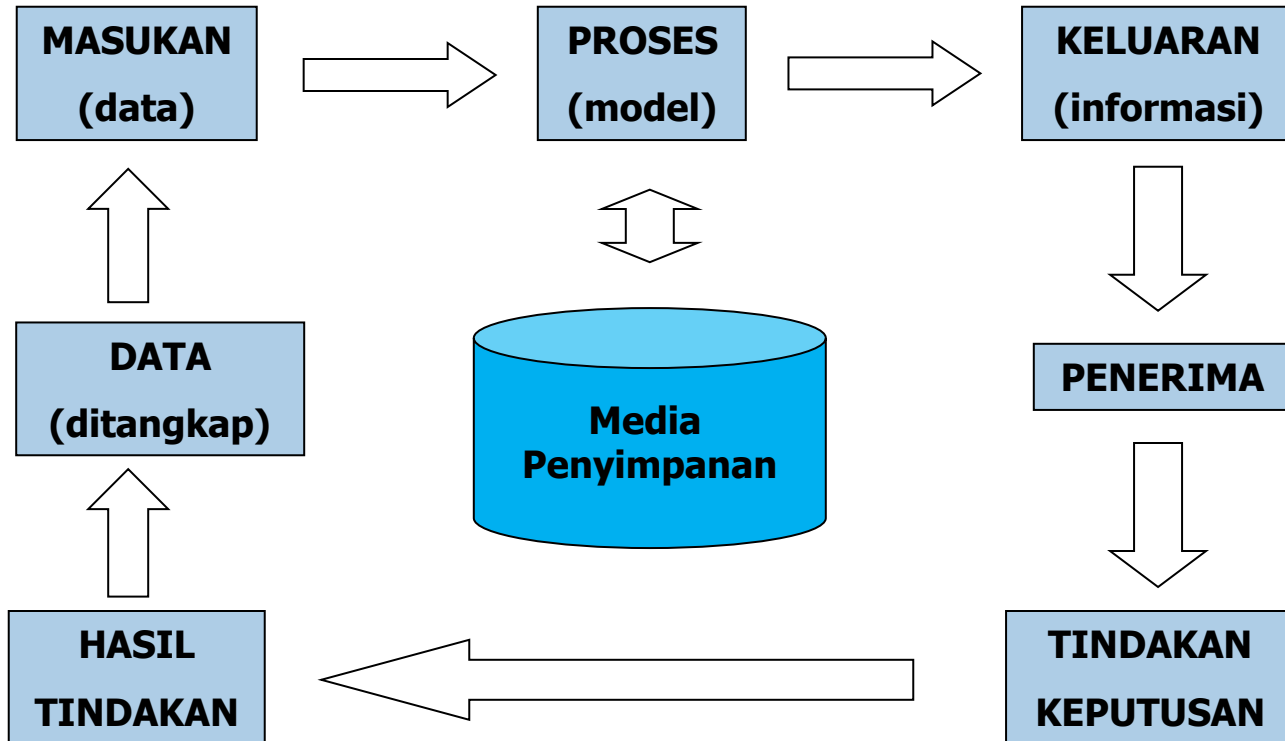 MASUKAN
(data)
PROSES
(model)
KELUARAN
(informasi)
DATA
(ditangkap)
Media
Penyimpanan
PENERIMA
HASIL
TINDAKAN
TINDAKAN
KEPUTUSAN